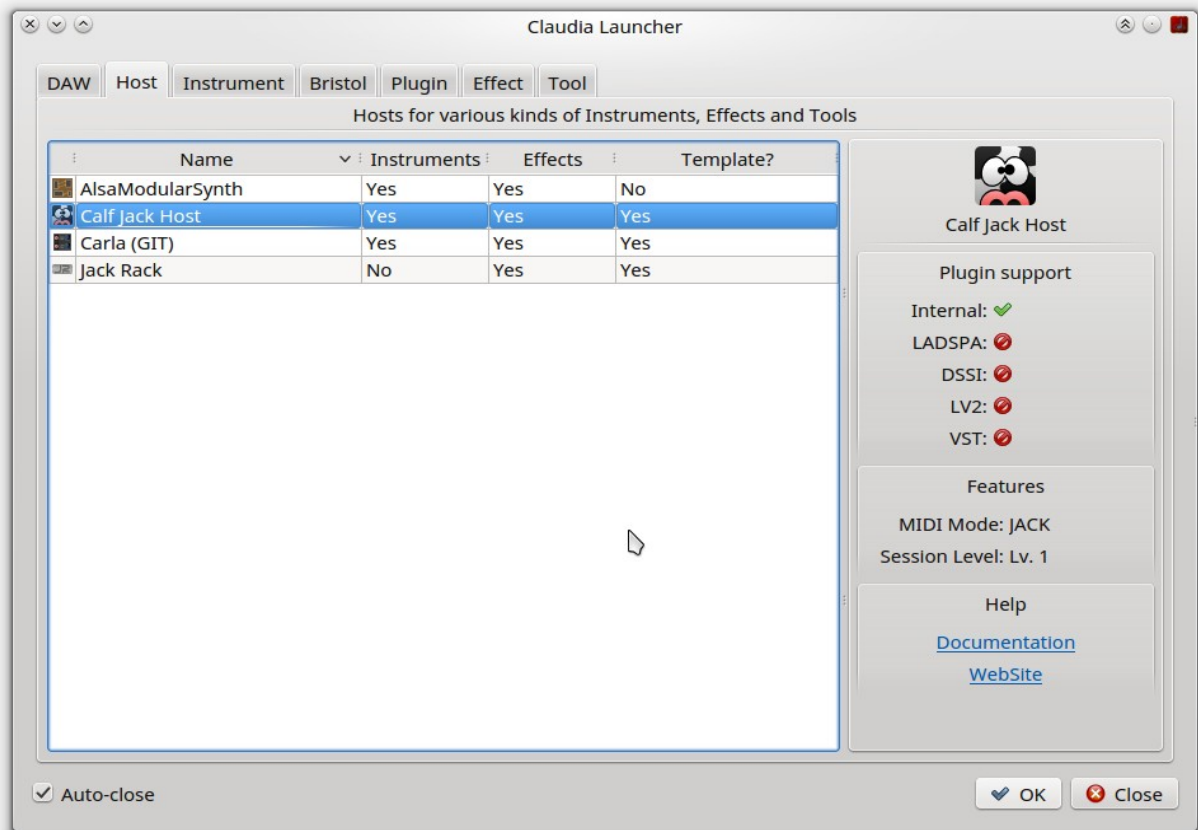 Claudia Launcher
DAW Host Instrument Bristol Plugin Effect Tool
Hosts for various kinds of Instruments, Effects and Tools
Name Instruments Effects Template?
AlsaModularSynth Yes Yes No
Calf Jack Host Yes Yes Yes
Carla (GIT) Yes Yes Yes
Jack Rack No Yes Yes
Calf Jack Host
Plugin support
Internal:
LADSPA:
DSSI:
LV2:
VST:
Features
MIDI Mode: JACK
Session Level: Lv. 1
Help
Documentation
WebSite
Auto-close
OK Close